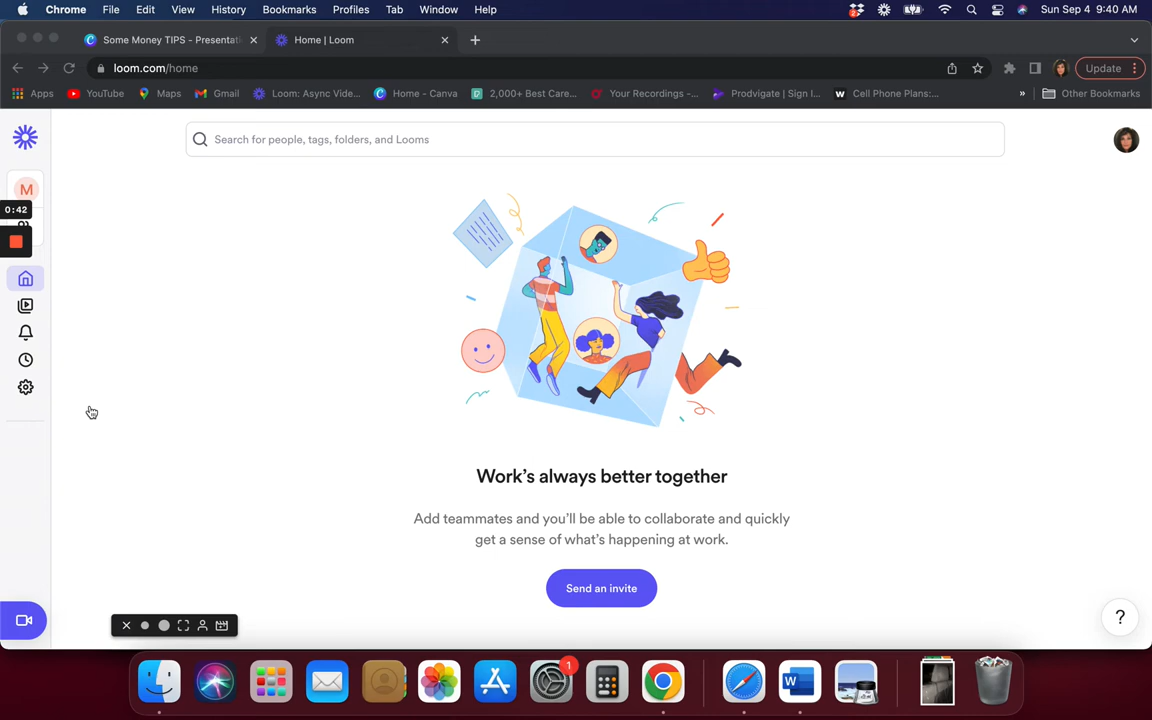 Chrome File Edit View History Bookmarks Profiles Tab Window Help Sun Sep 4 9:40 AM
Some Money TIPS - Presentati Home | Loom
loom.com/home Update
Apps YouTube Maps Gmail Loom: Async Vide... Home - Canva 2,000+ Best Care... Your Recordings -... Prodvigate | Sign I... Cell Phone Plans:... » Other Bookmarks
Search for people, tags, folders, and Looms
M
0:42
Work's always better together
Add teammates and you'll be able to collaborate and quickly
get a sense of what's happening at work.
Send an invite
?
1
W